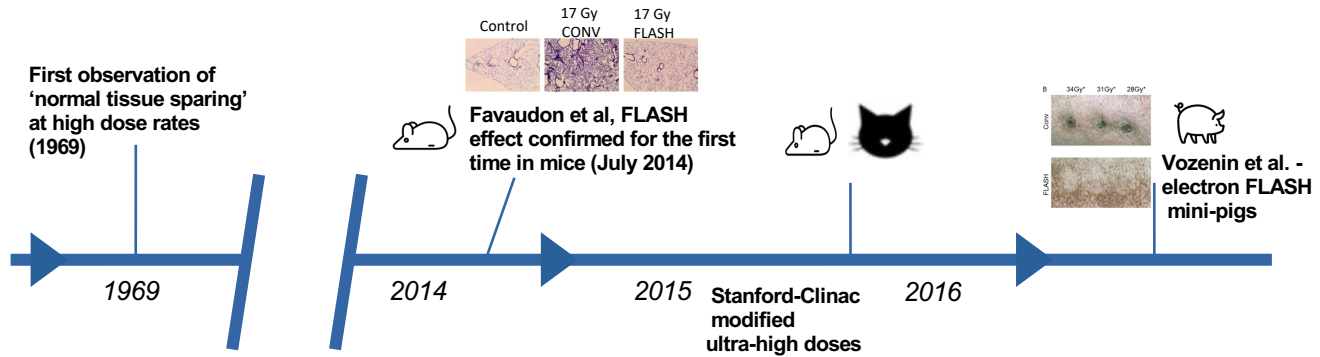 Control
17 Gy
CONV
17 Gy
FLASH
First observation of
‘normal tissue sparing’
at high dose rates
(1969)
Favaudon et al, FLASH
effect confirmed for the first
time in mice (July 2014)
B
34Gy*
31Gy*
28Gy*
Conv
FLASH
Vozenin et al. -
electron FLASH
mini-pigs
1969
2014
2015
Stanford-Clinac
modified
ultra-high doses
2016